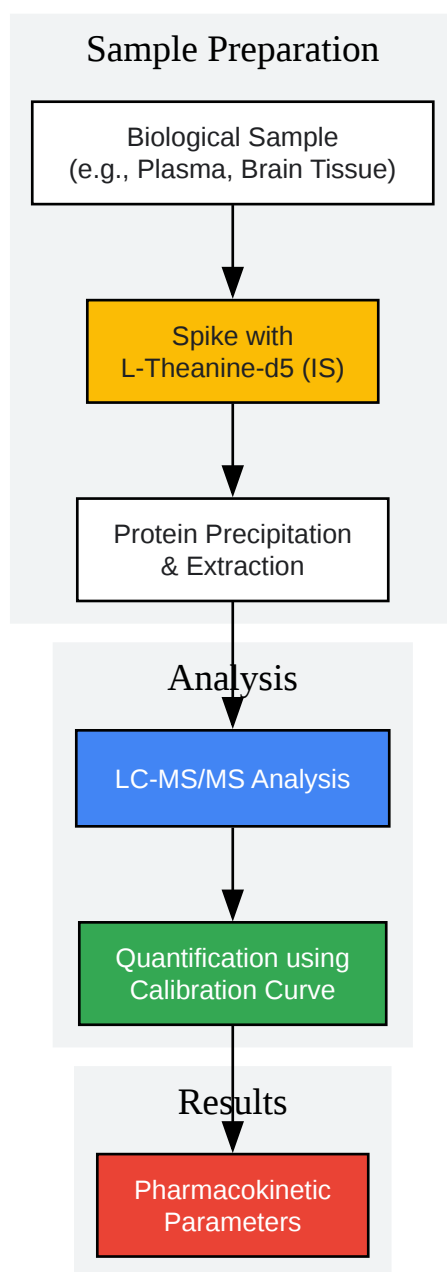 Sample Preparation
Biological Sample
(e.g., Plasma, Brain Tissue)
Spike with
L-Theanine-d5 (IS)
Protein Precipitation
& Extraction
Analysis
LC-MS/MS Analysis
Quantification using
Calibration Curve
Results
Pharmacokinetic
Parameters